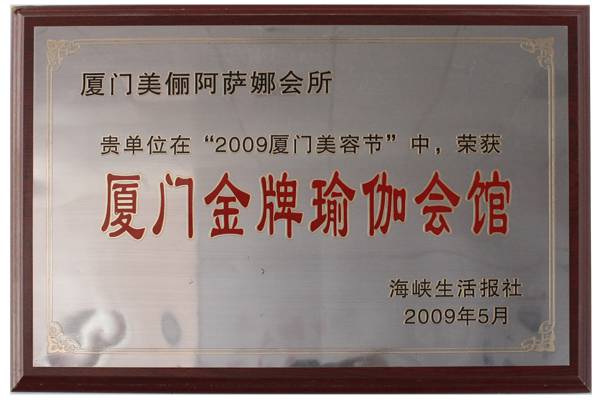 厦门美俪阿萨娜会所
贵单位在“2009厦门美容节”中，荣获
厦门金牌瑜伽会馆
海峡生活报社
2009年5月